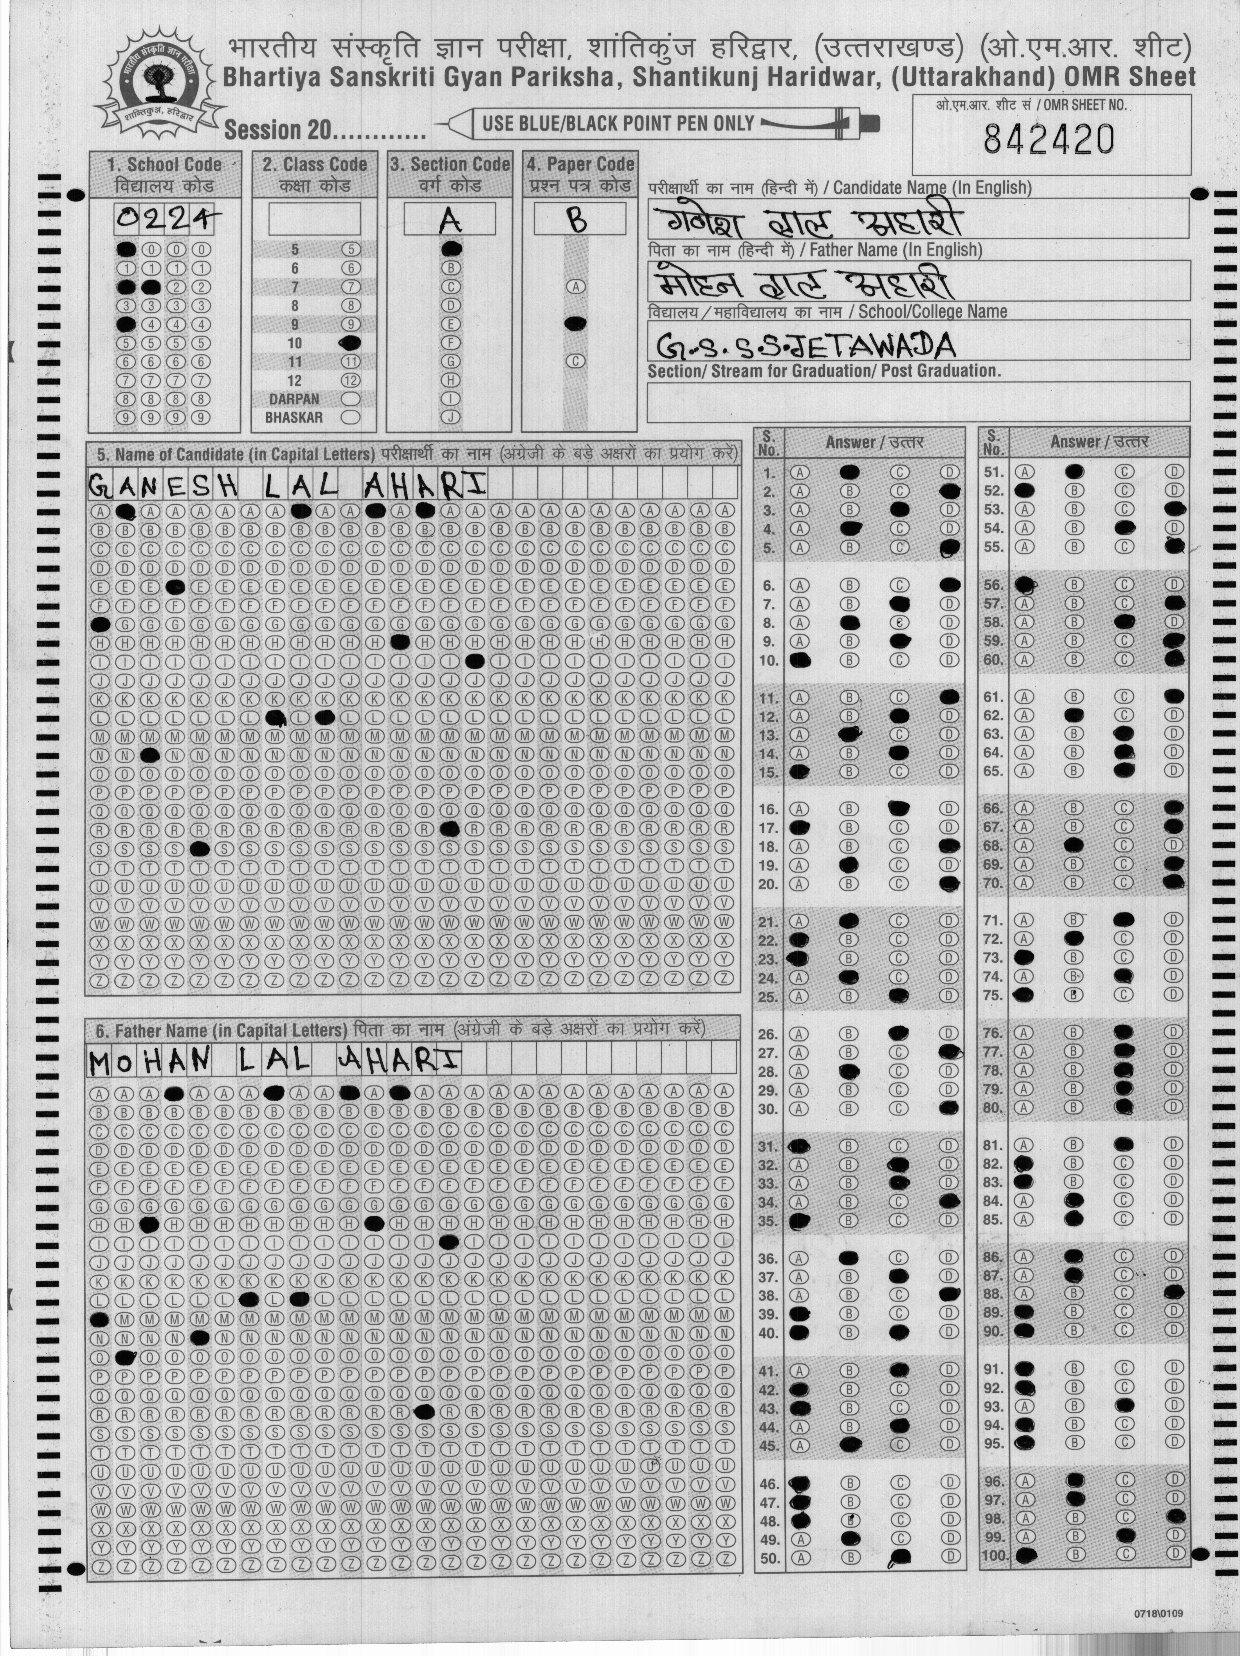 भारतीय संस्कृति ज्ञान परीक्षा, शांतिकुंज हरिद्वार, (उत्तराखण्ड) (ओ.एम.आर. शीट)
Bhartiya Sanskriti Gyan Pariksha, Shantikunj Haridwar, (Uttarakhand) OMR Sheet
Session 20............
USE BLUE/BLACK POINT PEN ONLY
ओ.एम.आर. शीट सं / OMR SHEET NO.
842420
1. School Code
विद्यालय कोड
0224
2. Class Code
कक्षा कोड
5
6
7
8
9
10
11
12
DARPAN
BHASKAR
3. Section Code
वर्ग कोड
A
4. Paper Code
प्रश्न पत्र कोड
B
परीक्षार्थी का नाम (हिन्दी में) / Candidate Name (In English)
गणेश लाल अहारी
पिता का नाम (हिन्दी में) / Father Name (In English)
मोहन लाल अहारी
विद्यालय / महाविद्यालय का नाम / School/College Name
G.S.S.S.JETAWADA
Section/ Stream for Graduation/ Post Graduation.
5. Name of Candidate (in Capital Letters) परीक्षार्थी का नाम (अंग्रेजी के बड़े अक्षरों का प्रयोग करें)
GANESH LAL AHARI
6. Father Name (in Capital Letters) पिता का नाम (अंग्रेजी के बड़े अक्षरों का प्रयोग करें)
MOHAN LAL AHARI
S. No. Answer / उत्तर
S. No. Answer / उत्तर
0718\0109